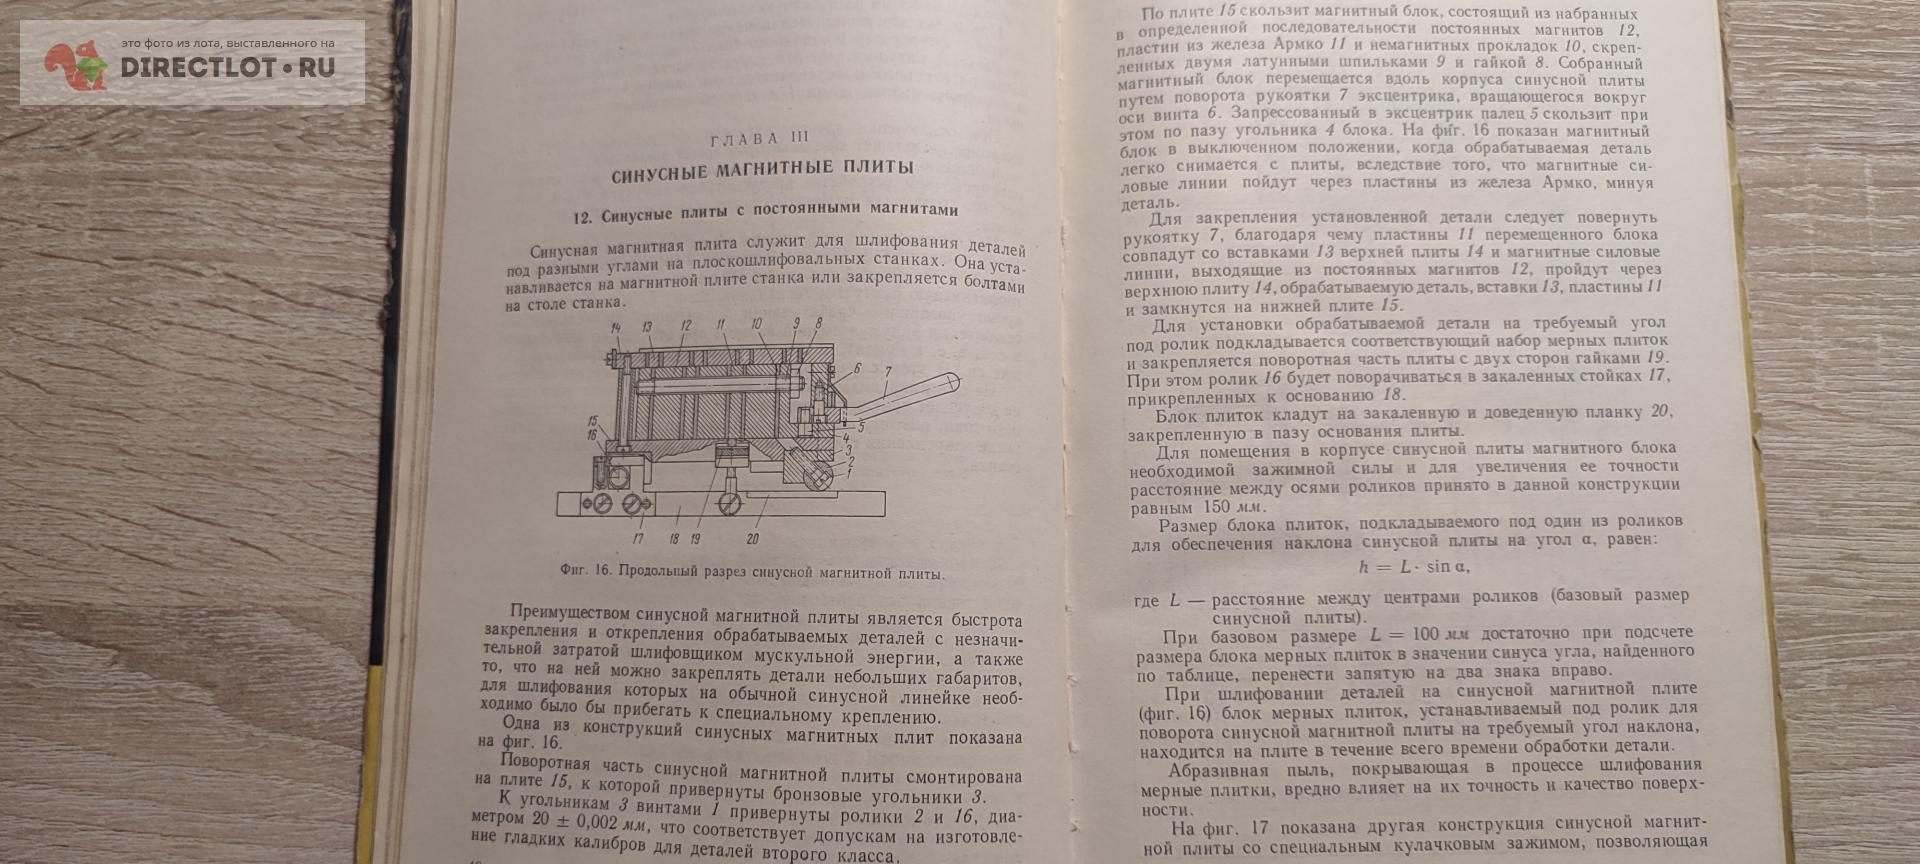 это фото из лота, выставленного на
DIRECTLOT.RU
ГЛАВА III
СИНУСНЫЕ МАГНИТНЫЕ ПЛИТЫ
12. Синусные плиты с постоянными магнитами
Синусная магнитная плита служит для шлифования деталей
под разными углами на плоскошлифовальных станках. Она уста-
навливается на магнитной плите станка или закрепляется болтами
на столе станка.
14 13 12 11 10 9 8
6
7
15
16
5
4
3
2
1
17 18 19 20
Фиг. 16. Продольный разрез синусной магнитной плиты.
Преимуществом синусной магнитной плиты является быстрота
закрепления и открепления обрабатываемых деталей с незначи-
тельной затратой шлифовщиком мускульной энергии, а также
то, что на ней можно закреплять детали небольших габаритов,
для шлифования которых на обычной синусной линейке необ-
ходимо было бы прибегать к специальному креплению.
Одна из конструкций синусных магнитных плит показана
на фиг. 16.
Поворотная часть синусной магнитной плиты смонтирована
на плите 15, к которой привернуты бронзовые угольники 3.
К угольникам 3 винтами 1 привернуты ролики 2 и 16, диа-
метром 20 ± 0,002 мм, что соответствует допускам на изготовле-
ние гладких калибров для деталей второго класса.
По плите 15 скользит магнитный блок, состоящий из набранных
в определенной последовательности постоянных магнитов 12,
пластин из железа Армко 11 и немагнитных прокладок 10, скреп-
ленных двумя латунными шпильками 9 и гайкой 8. Собранный
магнитный блок перемещается вдоль корпуса синусной плиты
путем поворота рукоятки 7 эксцентрика, вращающегося вокруг
оси винта 6. Запрессованный в эксцентрик палец 5 скользит при
этом по пазу угольника 4 блока. На фиг. 16 показан магнитный
блок в выключенном положении, когда обрабатываемая деталь
легко снимается с плиты, вследствие того, что магнитные си-
ловые линии пойдут через пластины из железа Армко, минуя
деталь.
Для закрепления установленной детали следует повернуть
рукоятку 7, благодаря чему пластины 11 перемещенного блока
совпадут со вставками 13 верхней плиты 14 и магнитные силовые
линии, выходящие из постоянных магнитов 12, пройдут через
верхнюю плиту 14, обрабатываемую деталь, вставки 13, пластины 11
и замкнутся на нижней плите 15.
Для установки обрабатываемой детали на требуемый угол
под ролик подкладывается соответствующий набор мерных плиток
и закрепляется поворотная часть плиты с двух сторон гайками 19.
При этом ролик 16 будет поворачиваться в закаленных стойках 17,
прикрепленных к основанию 18.
Блок плиток кладут на закаленную и доведенную планку 20,
закрепленную в пазу основания плиты.
Для помещения в корпусе синусной плиты магнитного блока
необходимой зажимной силы и для увеличения ее точности
расстояние между осями роликов принято в данной конструкции
равным 150 мм.
Размер блока плиток, подкладываемого под один из роликов
для обеспечения наклона синусной плиты на угол α, равен:
h = L· sin α,
где L — расстояние между центрами роликов (базовый размер
синусной плиты).
При базовом размере L = 100 мм достаточно при подсчете
размера блока мерных плиток в значении синуса угла, найденного
по таблице, перенести запятую на два знака вправо.
При шлифовании деталей на синусной магнитной плите
(фиг. 16) блок мерных плиток, устанавливаемый под ролик для
поворота синусной магнитной плиты на требуемый угол наклона,
находится на плите в течение всего времени обработки детали.
Абразивная пыль, покрывающая в процессе шлифования
мерные плитки, вредно влияет на их точность и качество поверх-
ности.
На фиг. 17 показана другая конструкция синусной магнит-
ной плиты со специальным кулачковым зажимом, позволяющая